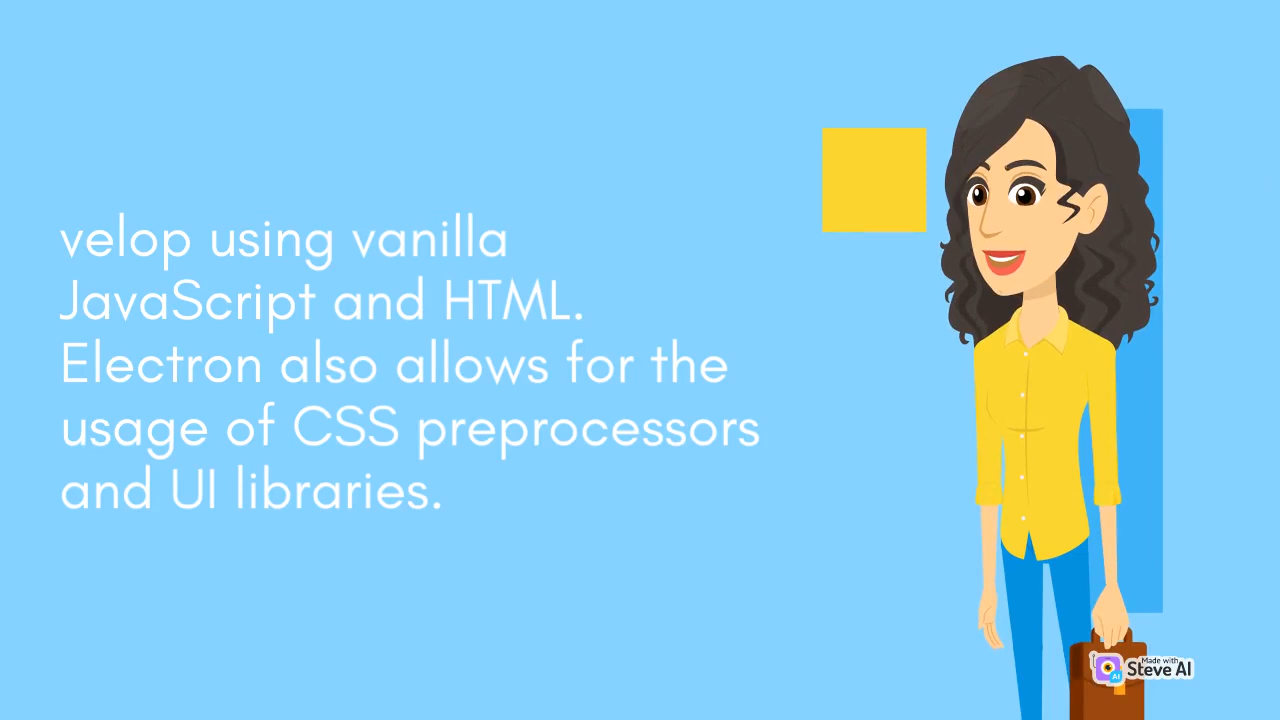 velop using vanilla
JavaScript and HTML.
Electron also allows for the
usage of CSS preprocessors
and UI libraries.
Made with
Steve AI
AI